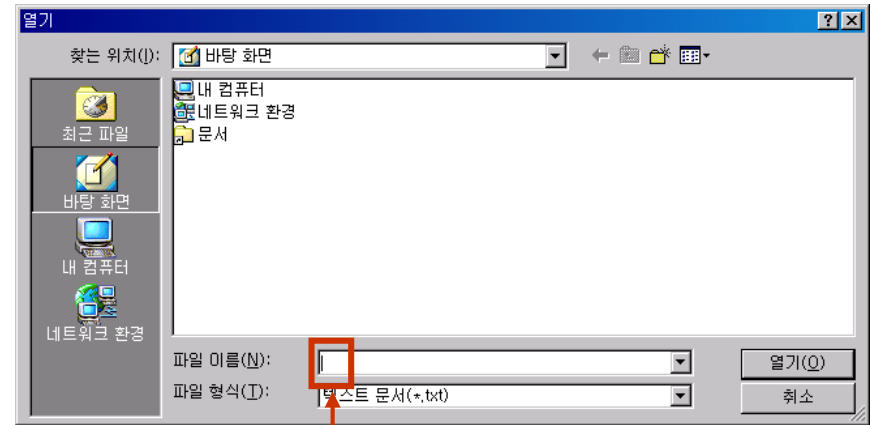 열기
찾는 위치(I):
바탕 화면
최근 파일
바탕 화면
내 컴퓨터
네트워크 환경
내 컴퓨터
네트워크 환경
문서
파일 이름(N):
열기(O)
파일 형식(T):
텍스트 문서(*.txt)
취소